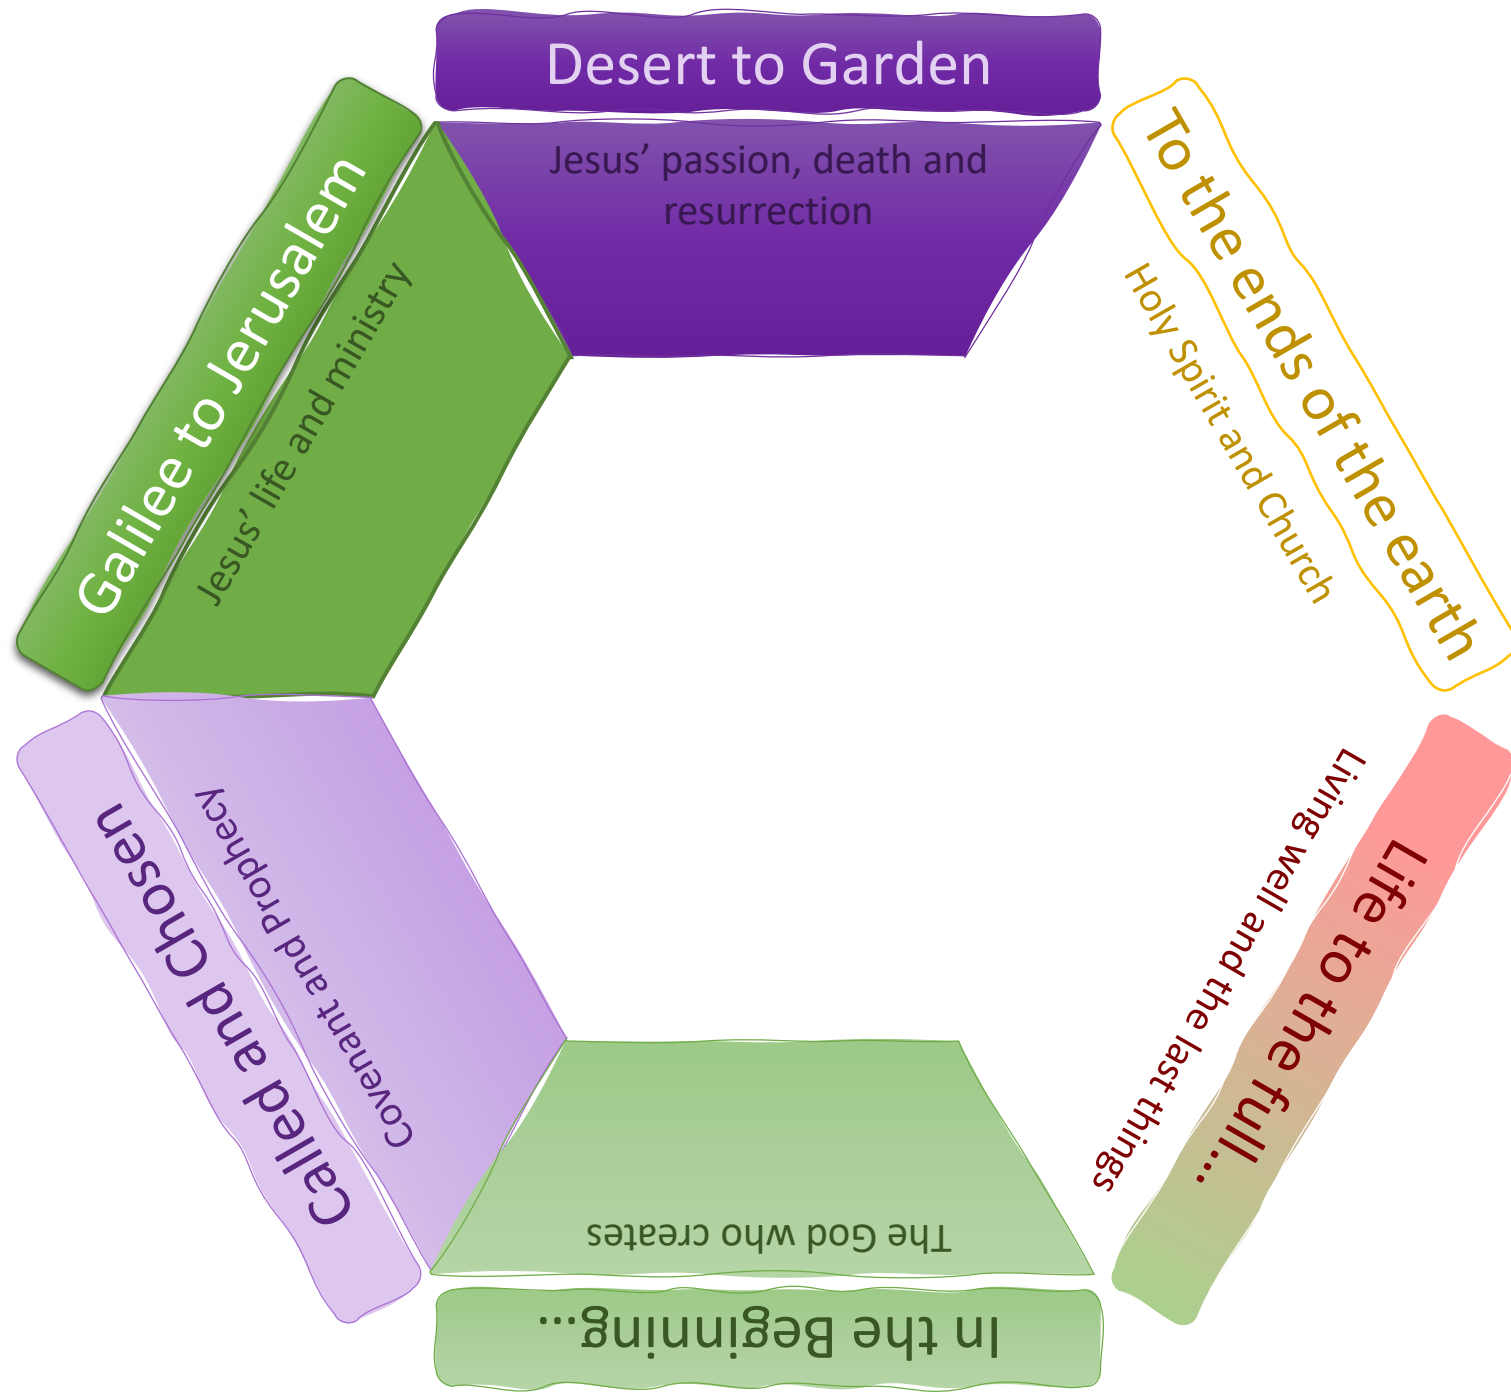 Desert to Garden
Jesus’ passion, death and
resurrection
To the ends of the earth
Holy Spirit and Church
Life to the full...
Living well and the last things
In the Beginning...
The God who creates
Called and Chosen
Covenant and Prophecy
Galilee to Jerusalem
Jesus’ life and ministry